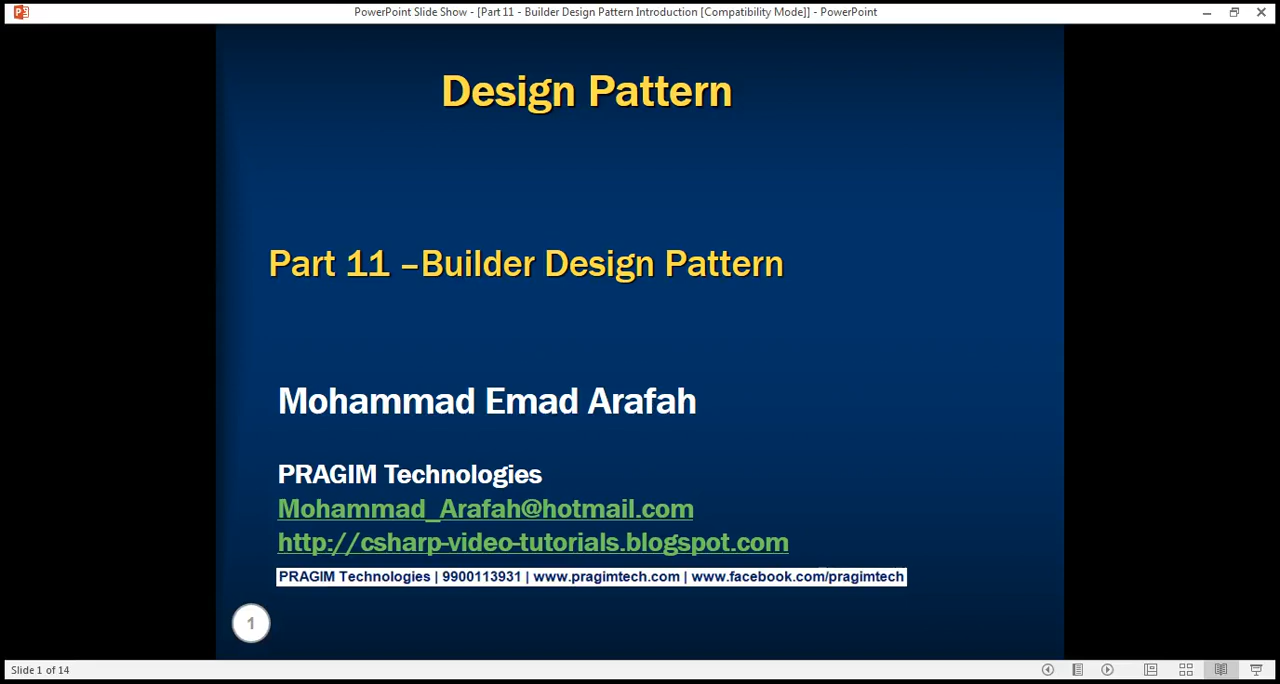 PowerPoint Slide Show - [Part 11 - Builder Design Pattern Introduction [Compatibility Mode]] - PowerPoint
Design Pattern
Part 11 –Builder Design Pattern
Mohammad Emad Arafah
PRAGIM Technologies
Mohammad_Arafah@hotmail.com
http://csharp-video-tutorials.blogspot.com
PRAGIM Technologies | 9900113931 | www.pragimtech.com | www.facebook.com/pragimtech
1
Slide 1 of 14